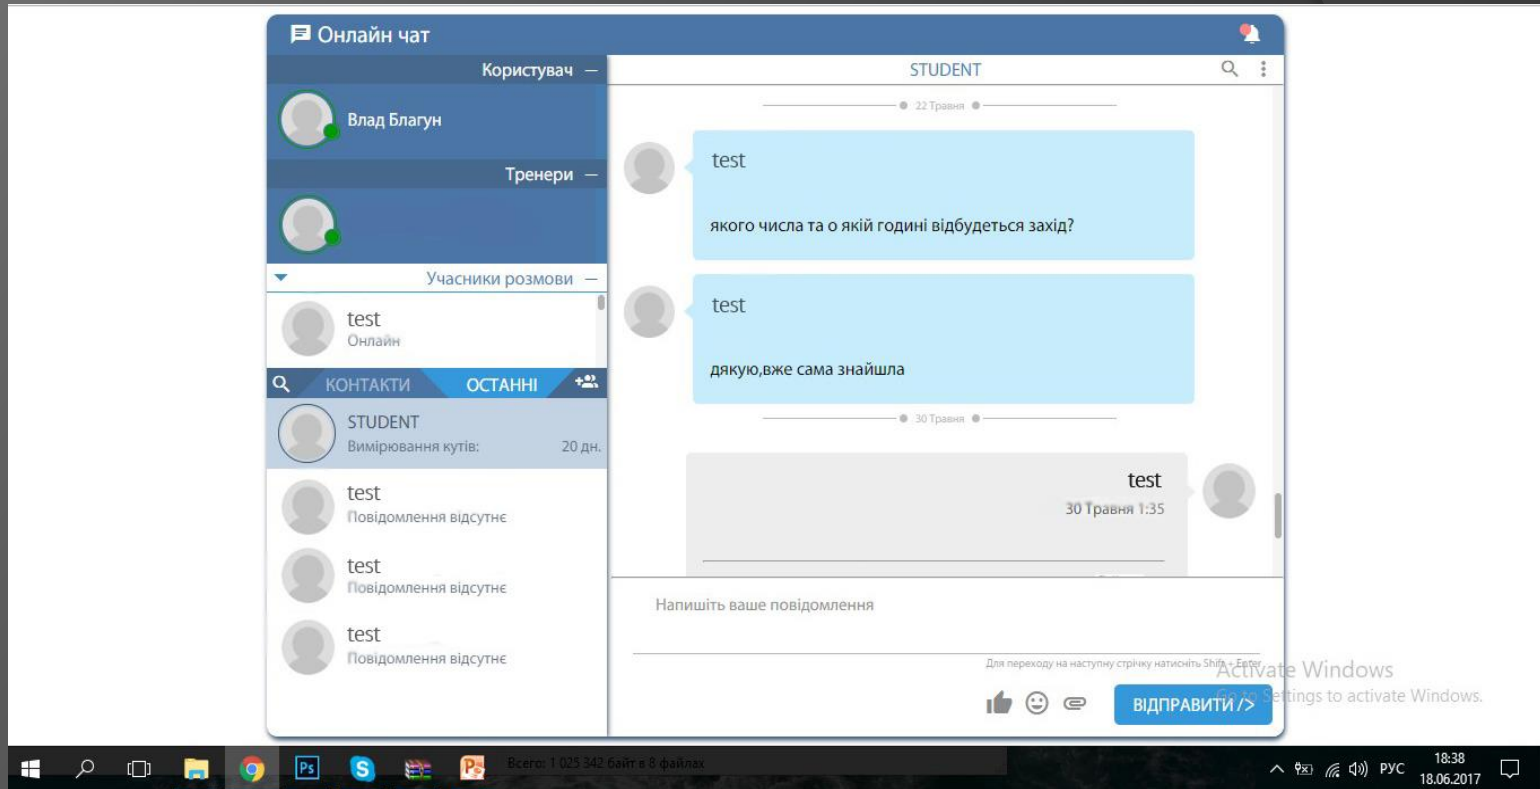 Онлайн чат
Користувач
Влад Благун
Тренери
Учасники розмови
test
Онлайн
КОНТАКТИ
ОСТАННІ
STUDENT
Вимірювання кутів:
20 дн.
test
Повідомлення відсутнє
test
Повідомлення відсутнє
test
Повідомлення відсутнє
STUDENT
22 Травня
test
якого числа та о якій годині відбудеться захід?
test
дякую,вже сама знайшла
30 Травня
test
30 Травня 1:35
Напишіть ваше повідомлення
Для переходу на наступну стрічку натисніть Shift + Enter
ВІДПРАВИТИ />
Activate Windows
Go to Settings to activate Windows.
Ps
S
P
Всего: 1 025 342 байт в 8 файлах
РУС
18:38
18.06.2017